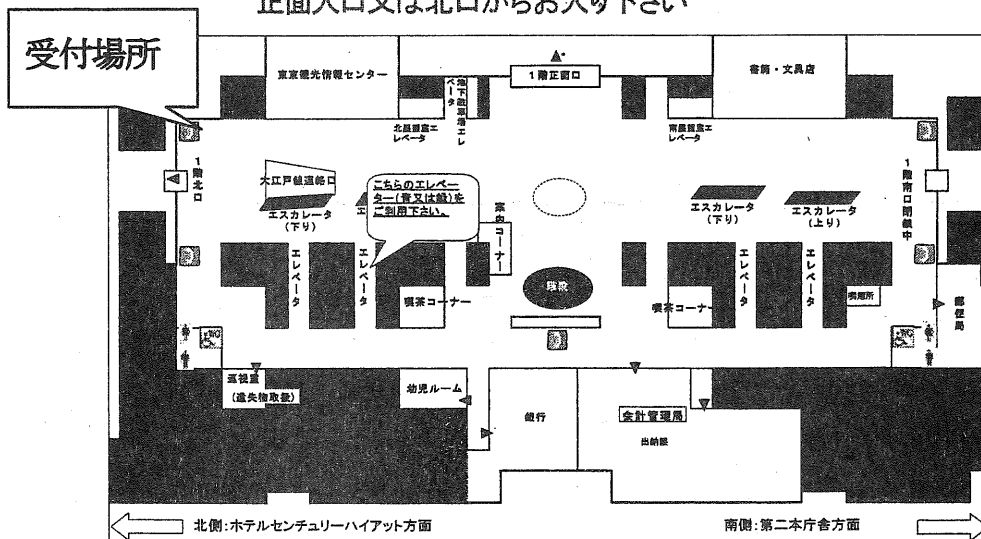 正面入口又は北口からお入り下さい
受付場所
東京観光情報センター
地下駐車場エレベータ
1階正面口
書籍・文具店
北展望室エ
レベータ
南展望室エ
レベータ
1階北口
大江戸線連絡口
エスカレータ
(下り)
こちらのエレベー
ター(青又は銀)を
ご利用下さい。
案内コーナー
エスカレータ
(下り)
エスカレータ
(上り)
1階南口閉鎖中
エレベータ
エレベータ
喫茶コーナー
階段
喫茶コーナー
エレベータ
エレベータ
喫煙所
郵便局
巡視室
(遺失物取扱)
幼児ルーム
銀行
会計管理局
出納課
北側:ホテルセンチュリーハイアット方面
南側:第二本庁舎方面